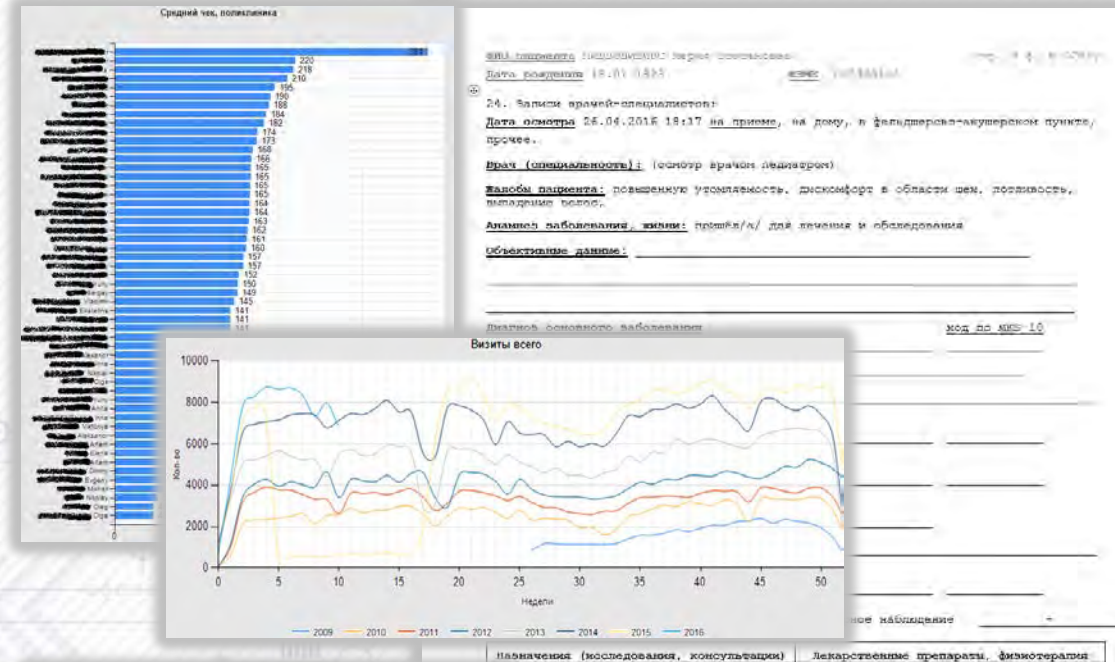 Средний чек, поликлиника
220
218
210
195
190
188
184
182
174
173
168
166
165
165
165
165
164
164
163
162
161
160
157
157
152
150
149
145
141
141
0
Дата рождения
24. Записи врачей-специалистов:
Дата осмотра 26.04.2016 18:17 на приеме, на дому, в фельдшерско-акушерском пункте,
прочее.
Врач (специальность): (осмотр врачом педиатром)
Жалобы пациента: повышенную утомляемость, дискомфорт в области шеи, потливость,
выпадение волос.
Анамнез заболевания, жизни: пришёл/а/ для лечения и обследования
Объективные данные:
Диагноз основного заболевания код по МКБ 10
Визиты всего
10000
8000
6000
4000
2000
0
Кол-во
0 5 10 15 20 25 30 35 40 45 50
Недели
2009 2010 2011 2012 2013 2014 2015 2016
ное наблюдение
Назначения (исследования, консультации) Лекарственные препараты, физиотерапия